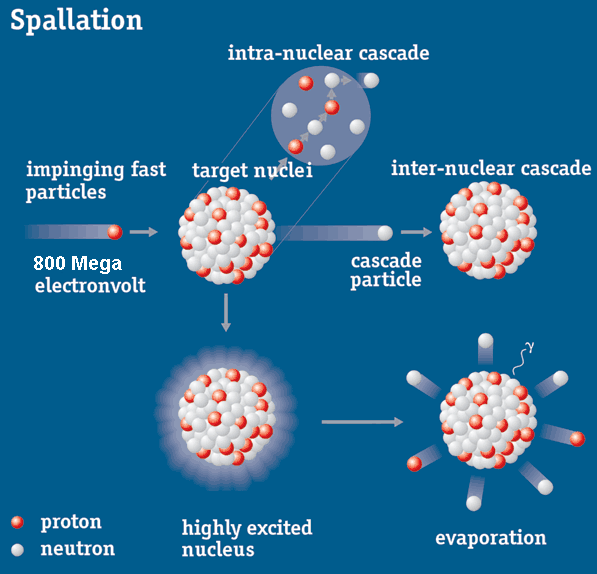 Spallation
intra-nuclear cascade
impinging fast
particles
target nuclei
inter-nuclear cascade
800 Mega
electronvolt
cascade
particle
γ
proton
neutron
highly excited
nucleus
evaporation